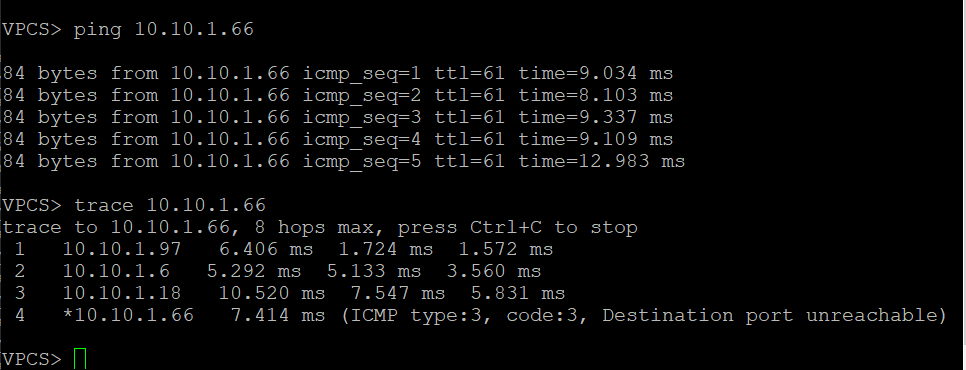 VPCS> ping 10.10.1.66
84 bytes from 10.10.1.66 icmp_seq=1 ttl=61 time=9.034 ms
84 bytes from 10.10.1.66 icmp_seq=2 ttl=61 time=8.103 ms
84 bytes from 10.10.1.66 icmp_seq=3 ttl=61 time=9.337 ms
84 bytes from 10.10.1.66 icmp_seq=4 ttl=61 time=9.109 ms
84 bytes from 10.10.1.66 icmp_seq=5 ttl=61 time=12.983 ms
VPCS> trace 10.10.1.66
trace to 10.10.1.66, 8 hops max, press Ctrl+C to stop
1 10.10.1.97 6.406 ms 1.724 ms 1.572 ms
2 10.10.1.6 5.292 ms 5.133 ms 3.560 ms
3 10.10.1.18 10.520 ms 7.547 ms 5.831 ms
4 *10.10.1.66 7.414 ms (ICMP type:3, code:3, Destination port unreachable)
VPCS>